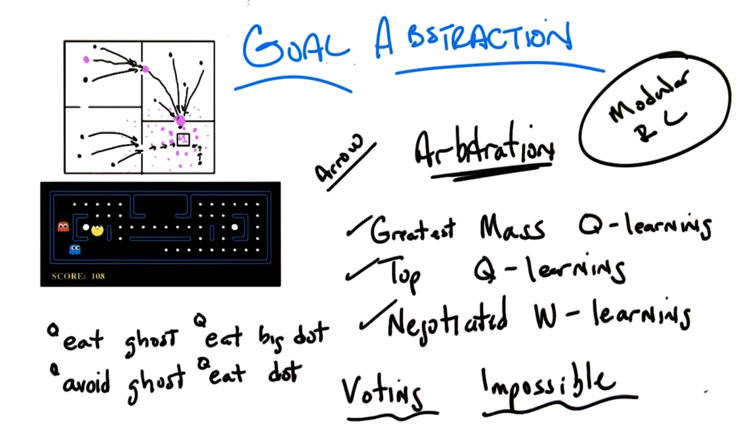 GOAL ABSTRACTION
Modular
RL
Arrow
Arbitration
✓Greatest Mass Q-learning
✓Top Q-learning
✓Negotiated W-learning
SCORE: 108
Q eat ghost Q eat big dot
Q avoid ghost Q eat dot
Voting Impossible